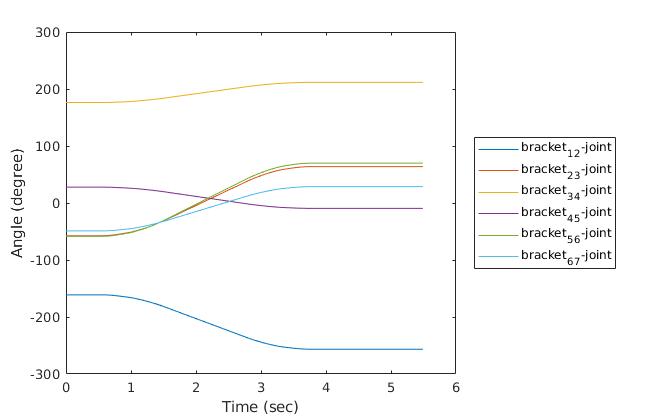 300
200
100
0
-100
-200
-300
Angle (degree)
0 1 2 3 4 5 6
Time (sec)
bracket₁₂-joint
bracket₂₃-joint
bracket₃₄-joint
bracket₄₅-joint
bracket₅₆-joint
bracket₆₇-joint